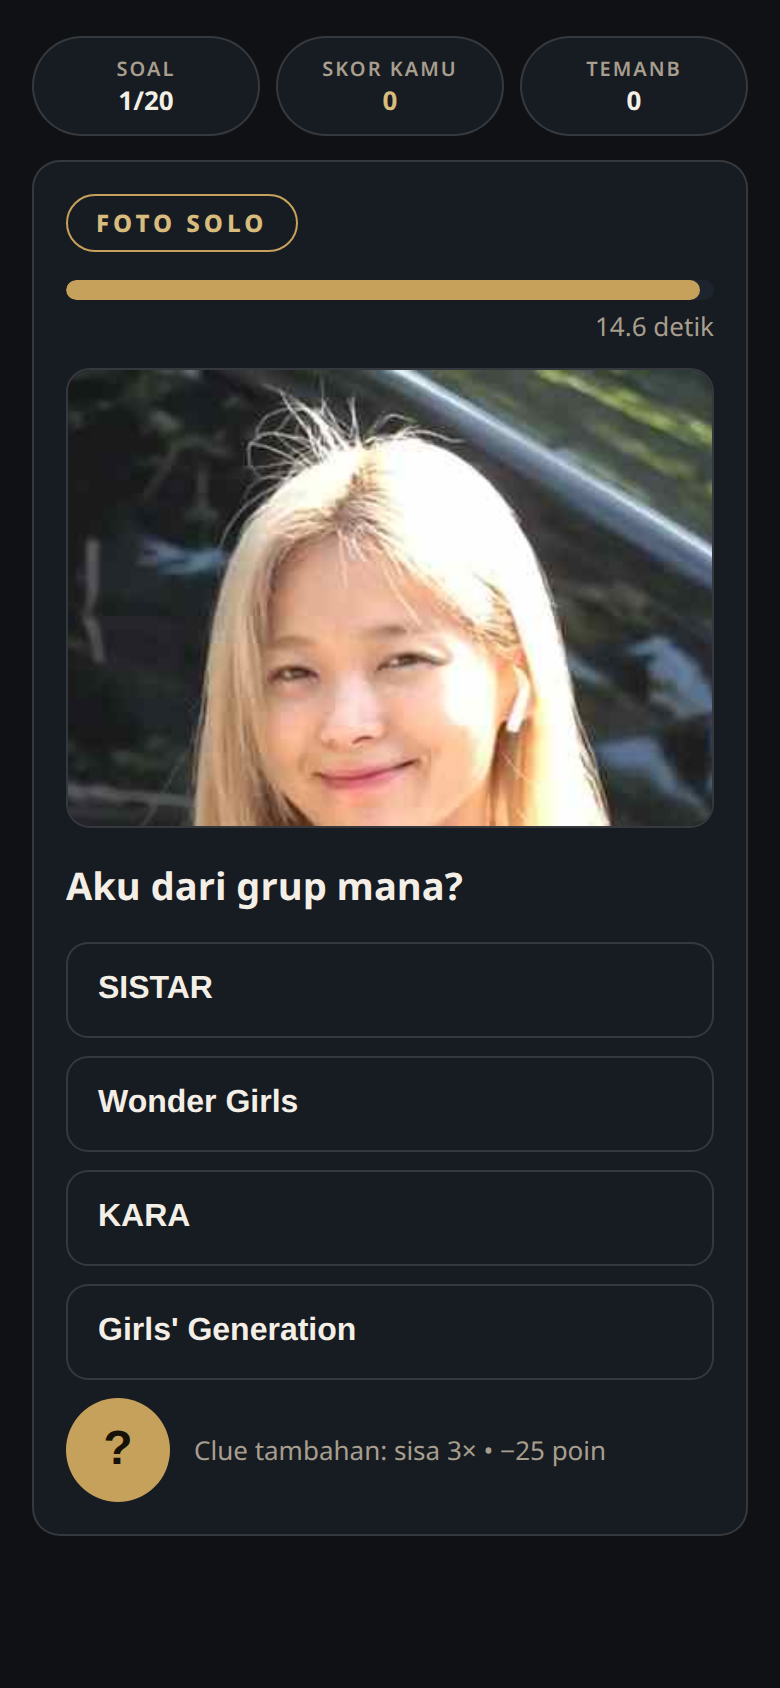 SOAL
1/20
SKOR KAMU
0
TEMANB
0
FOTO SOLO
14.6 detik
Aku dari grup mana?
SISTAR
Wonder Girls
KARA
Girls' Generation
?
Clue tambahan: sisa 3× • −25 poin